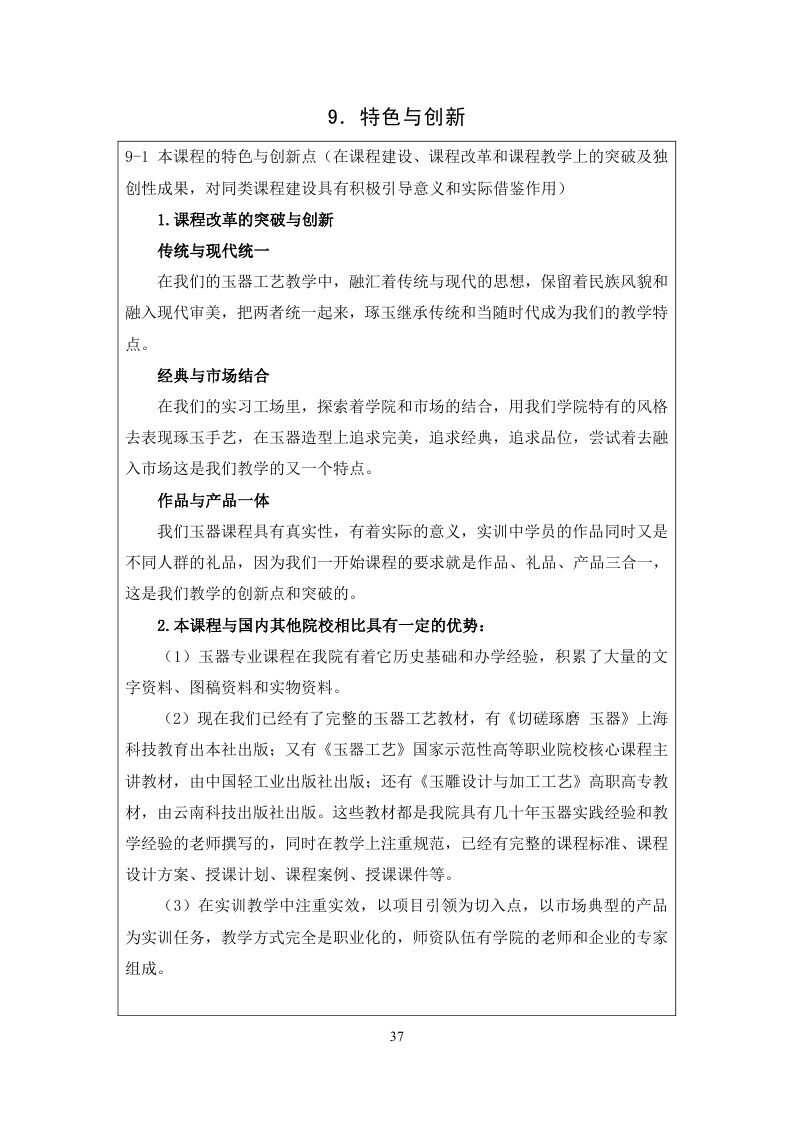 9. 特色与创新
9-1 本课程的特色与创新点（在课程建设、课程改革和课程教学上的突破及独
创性成果，对同类课程建设具有积极引导意义和实际借鉴作用）
1.课程改革的突破与创新
传统与现代统一
在我们的玉器工艺教学中，融汇着传统与现代的思想，保留着民族风貌和
融入现代审美，把两者统一起来，琢玉继承传统和当随时代成为我们的教学特
点。
经典与市场结合
在我们的实习工场里，探索着学院和市场的结合，用我们学院特有的风格
去表现琢玉手艺，在玉器造型上追求完美，追求经典，追求品位，尝试着去融
入市场这是我们教学的又一个特点。
作品与产品一体
我们玉器课程具有真实性，有着实际的意义，实训中学员的作品同时又是
不同人群的礼品，因为我们一开始课程的要求就是作品、礼品、产品三合一，
这是我们教学的创新点和突破的。
2.本课程与国内其他院校相比具有一定的优势：
（1）玉器专业课程在我院有着它历史基础和办学经验，积累了大量的文
字资料、图稿资料和实物资料。
（2）现在我们已经有了完整的玉器工艺教材，有《切磋琢磨 玉器》上海
科技教育出本社出版；又有《玉器工艺》国家示范性高等职业院校核心课程主
讲教材，由中国轻工业出版社出版；还有《玉雕设计与加工工艺》高职高专教
材，由云南科技出版社出版。这些教材都是我院具有几十年玉器实践经验和教
学经验的老师撰写的，同时在教学上注重规范，已经有完整的课程标准、课程
设计方案、授课计划、课程案例、授课课件等。
（3）在实训教学中注重实效，以项目引领为切入点，以市场典型的产品
为实训任务，教学方式完全是职业化的，师资队伍有学院的老师和企业的专家
组成。
37